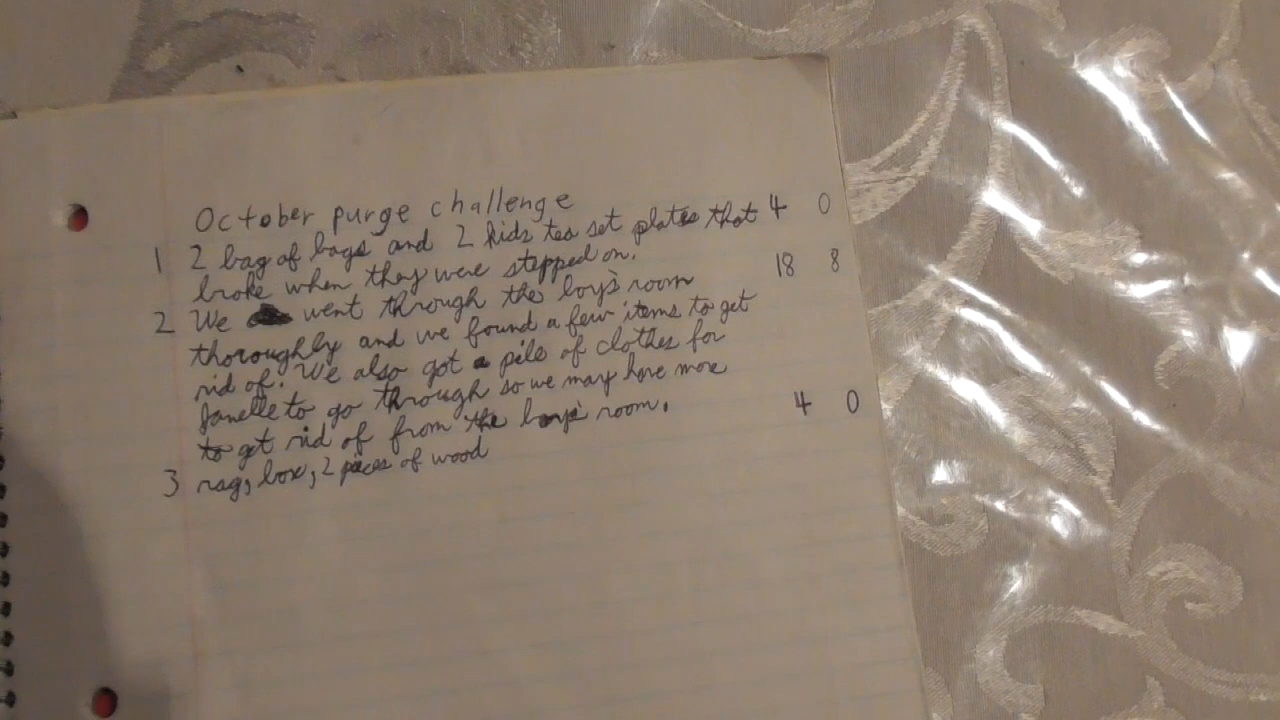 October purge challenge
1 2 bag of bags and 2 kids tea set plates that 4 0
broke when they were stepped on.
2 We went through the boy's room 18 8
thoroughly and we found a few items to get
rid of. We also got a pile of clothes for
Janelle to go through so we may have more
to get rid of from the boy's room.
3 rag, box, 2 pieces of wood 4 0